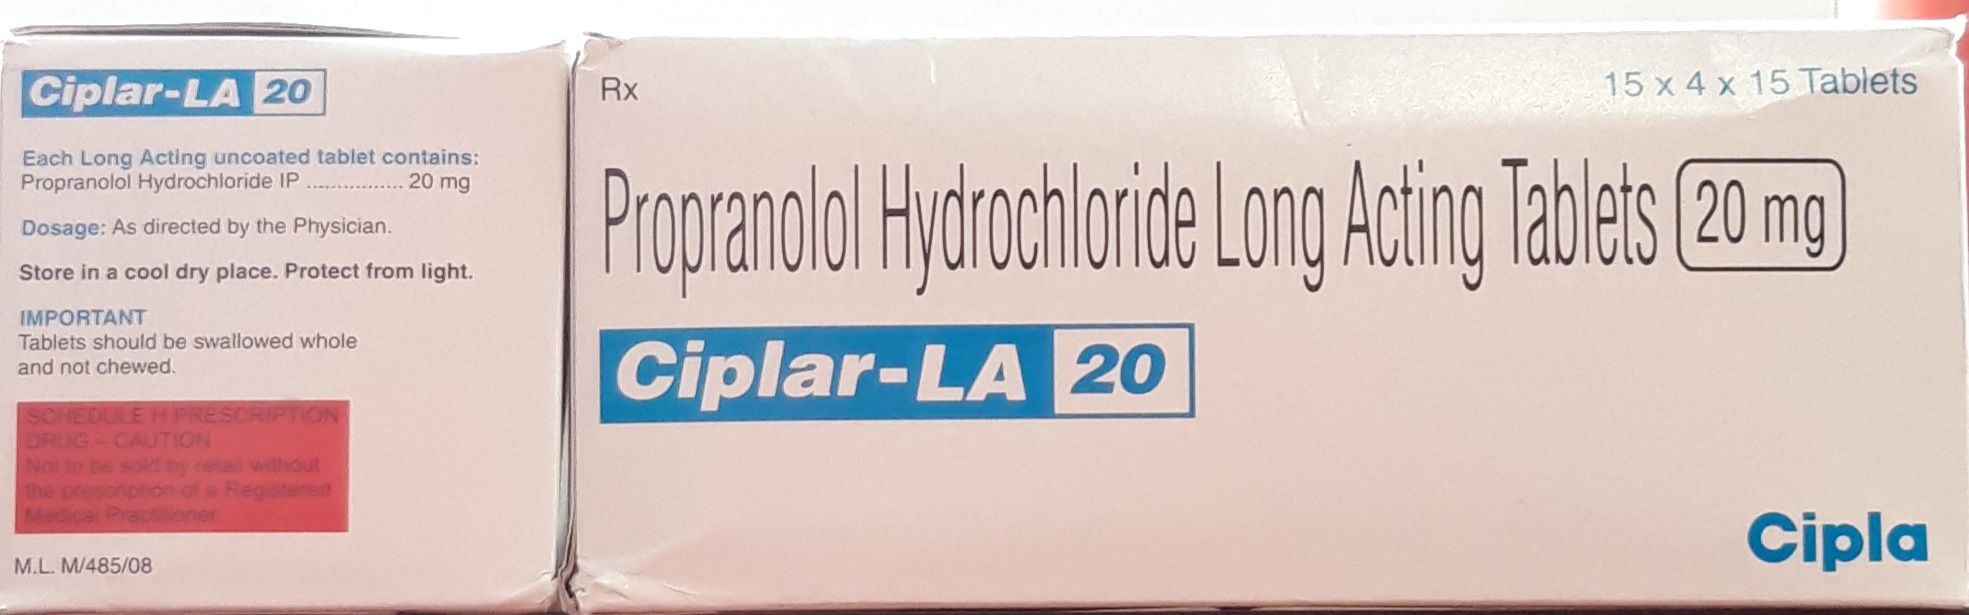 Ciplar-LA 20
Each Long Acting uncoated tablet contains:
Propranolol Hydrochloride IP ................ 20 mg
Dosage: As directed by the Physician.
Store in a cool dry place. Protect from light.
IMPORTANT
Tablets should be swallowed whole
and not chewed.
SCHEDULE H PRESCRIPTION
DRUG – CAUTION
Not to be sold by retail without
the prescription of a Registered
Medical Practitioner.
M.L. M/485/08
Rx
15 x 4 x 15 Tablets
Propranolol Hydrochloride Long Acting Tablets 20 mg
Ciplar-LA 20
Cipla